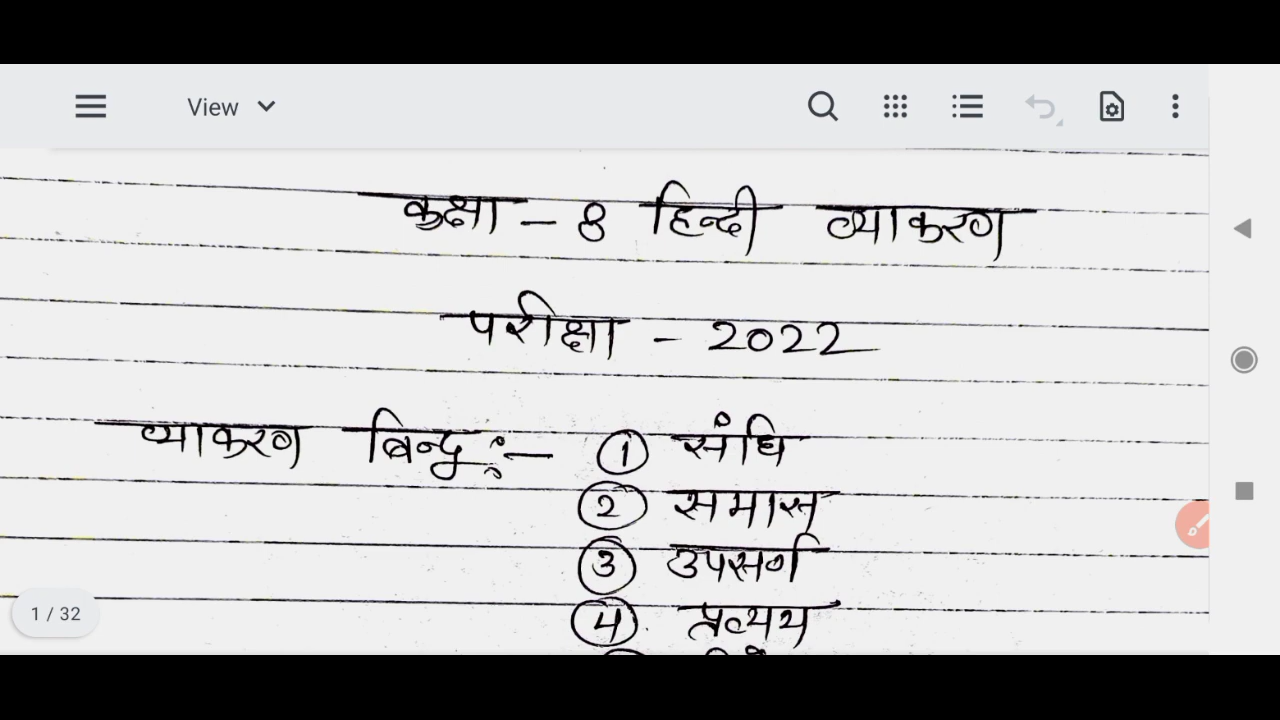 View
कक्षा - 8 हिन्दी व्याकरण
परीक्षा - 2022
व्याकरण बिन्दु :- ① संधि
② समास
③ उपसर्ग
④ प्रत्यय
1 / 32